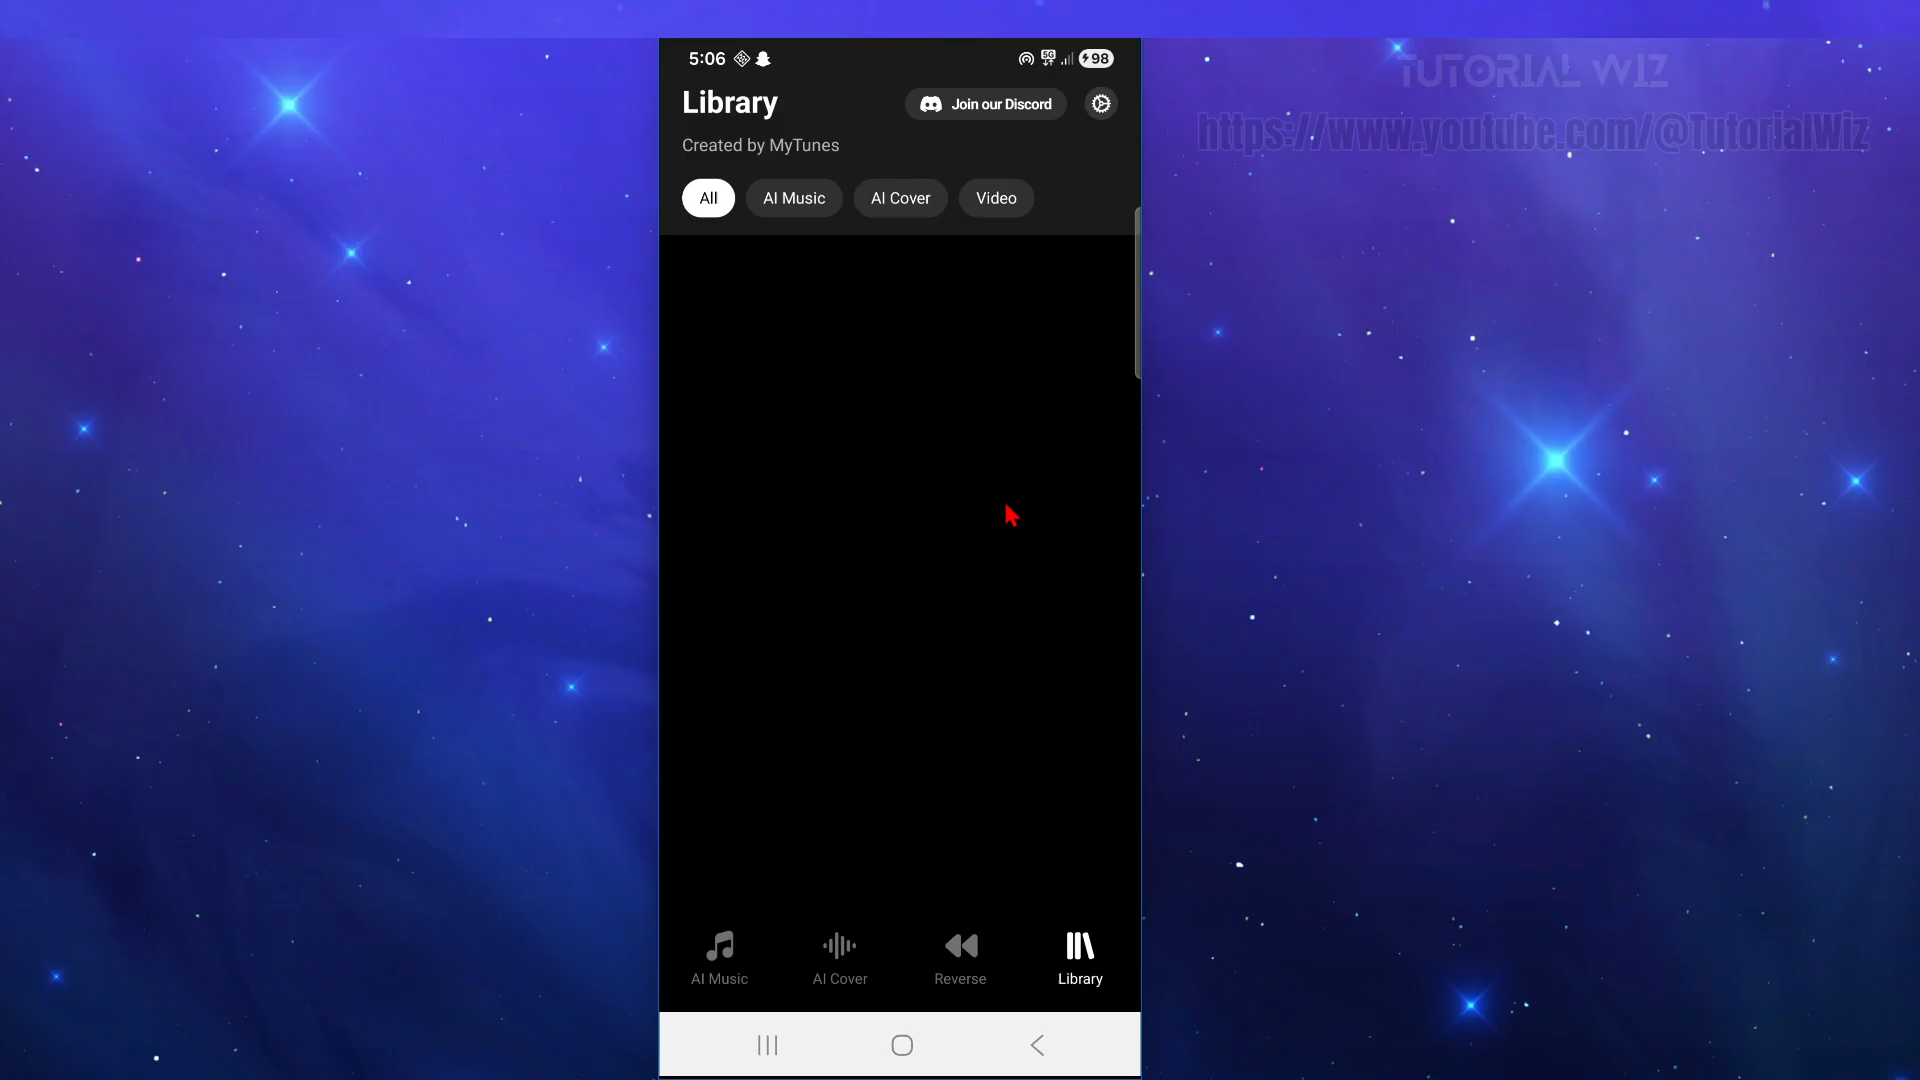 TUTORIAL WIZ
https://www.youtube.com/@TutorialWiz
5:06
5G
98
Library
Join our Discord
Created by MyTunes
All
AI Music
AI Cover
Video
AI Music
AI Cover
Reverse
Library